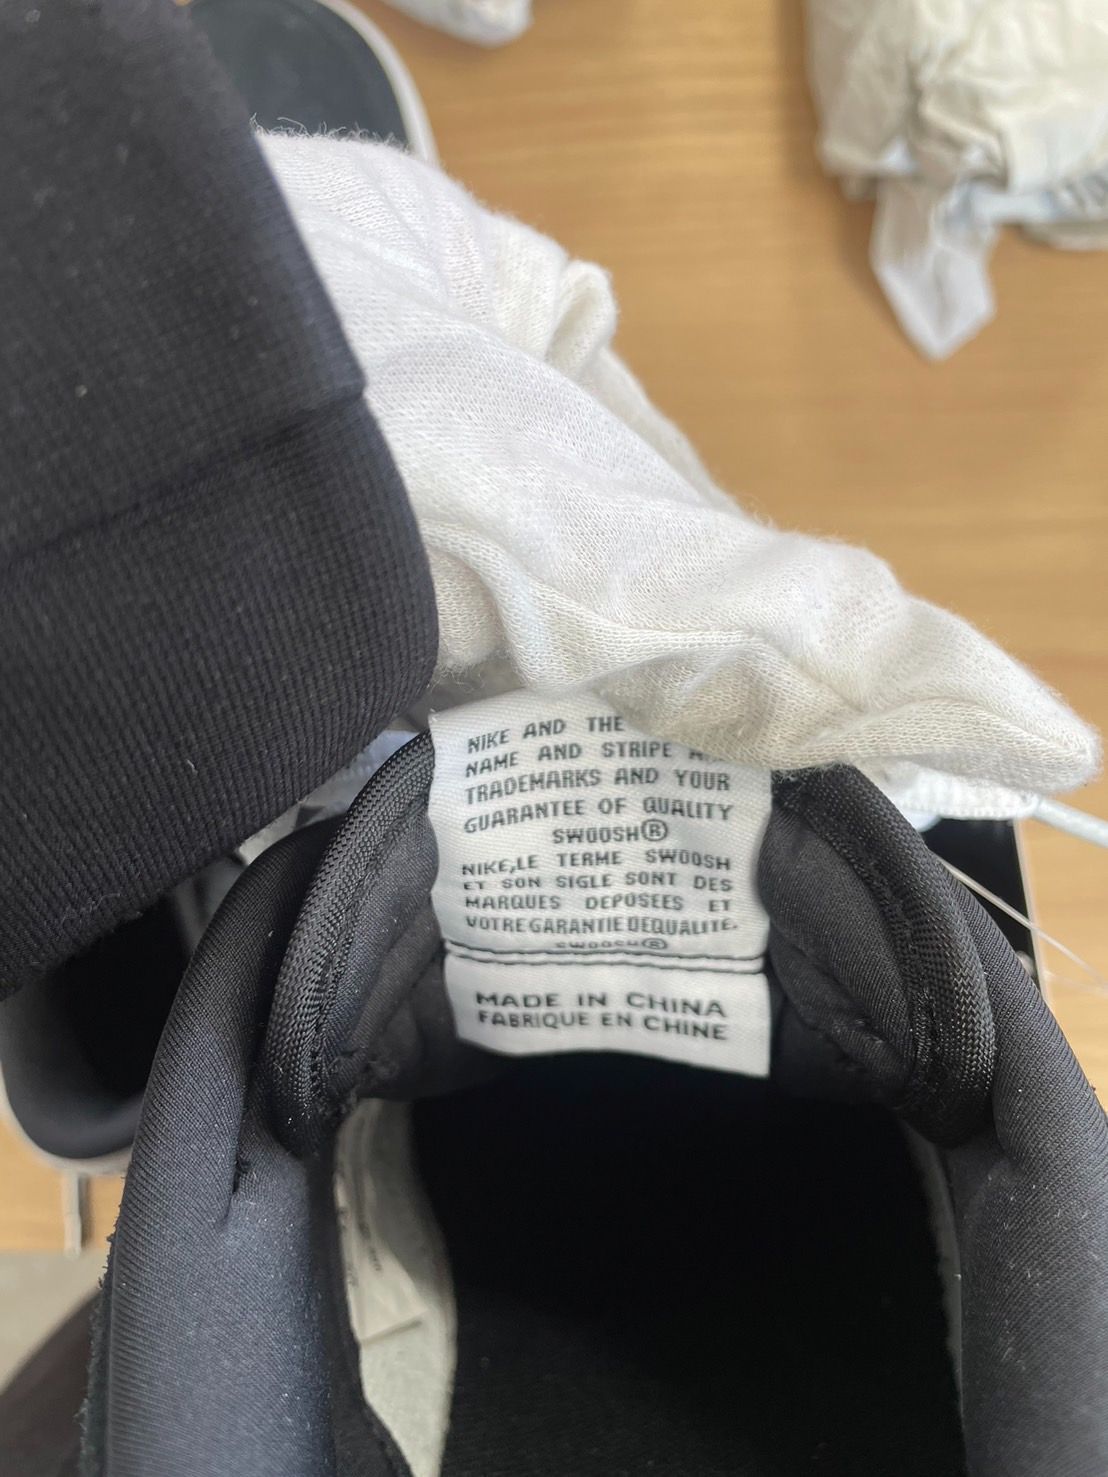 NIKE AND THE
NAME AND STRIPE
TRADEMARKS AND YOUR
GUARANTEE OF QUALITY
SWOOSH®
NIKE,LE TERME SWOOSH
ET SON SIGLE SONT DES
MARQUES DEPOSEES ET
VOTRE GARANTIE DEQUALITE.
SWOOSH®
MADE IN CHINA
FABRIQUE EN CHINE